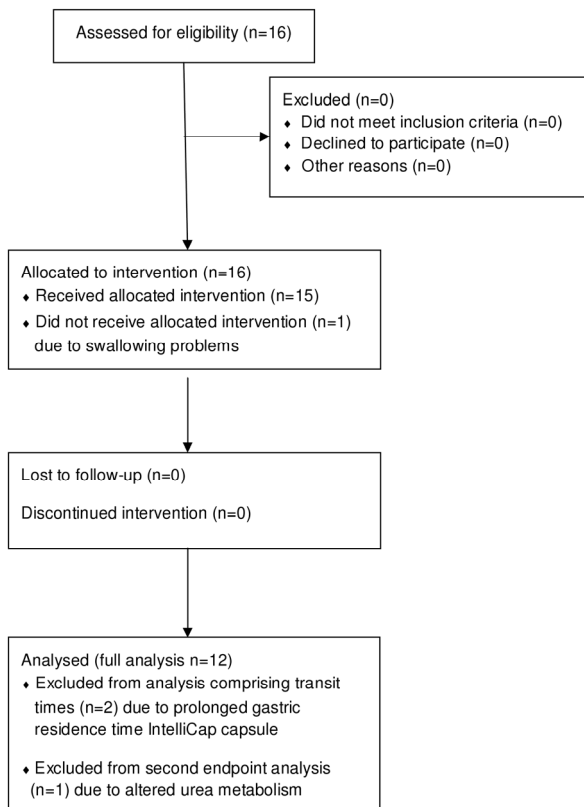 Assessed for eligibility (n=16)
Excluded (n=0)
♦ Did not meet inclusion criteria (n=0)
♦ Declined to participate (n=0)
♦ Other reasons (n=0)
Allocated to intervention (n=16)
♦ Received allocated intervention (n=15)
♦ Did not receive allocated intervention (n=1)
due to swallowing problems
Lost to follow-up (n=0)
Discontinued intervention (n=0)
Analysed (full analysis n=12)
♦ Excluded from analysis comprising transit
times (n=2) due to prolonged gastric
residence time IntelliCap capsule
♦ Excluded from second endpoint analysis
(n=1) due to altered urea metabolism